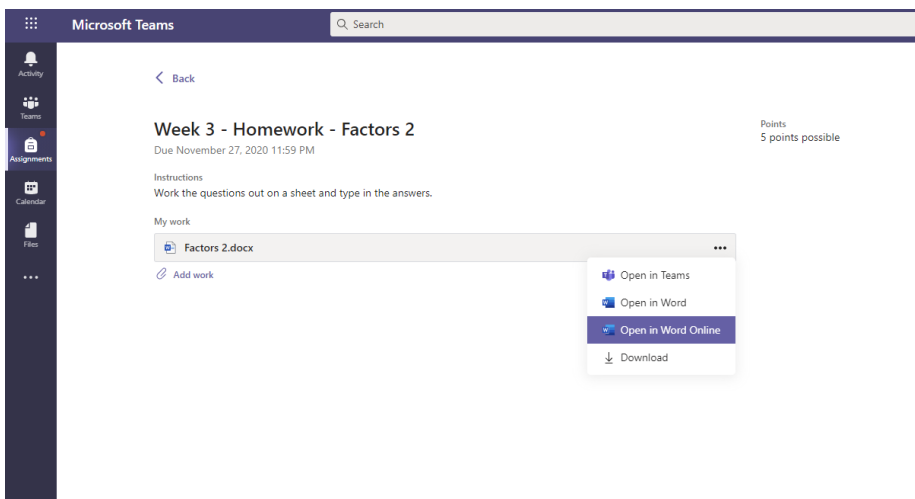 Microsoft Teams
Search
Activity
Teams
Assignments
Calendar
Files
Back
Week 3 - Homework - Factors 2
Due November 27, 2020 11:59 PM
Points
5 points possible
Instructions
Work the questions out on a sheet and type in the answers.
My work
Factors 2.docx
Add work
Open in Teams
Open in Word
Open in Word Online
Download